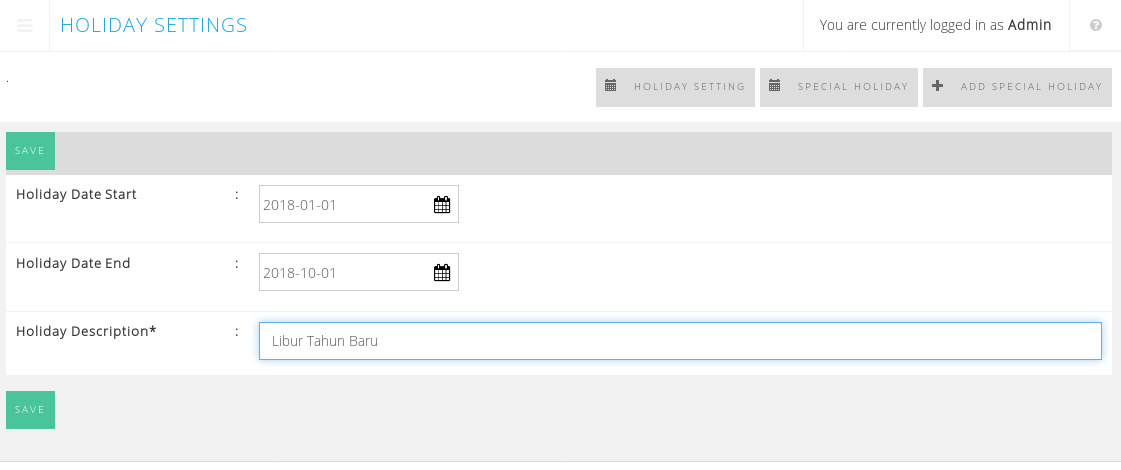 HOLIDAY SETTINGS
You are currently logged in as Admin
.
HOLIDAY SETTING
SPECIAL HOLIDAY
ADD SPECIAL HOLIDAY
SAVE
Holiday Date Start : 2018-01-01
Holiday Date End : 2018-10-01
Holiday Description* : Libur Tahun Baru
SAVE